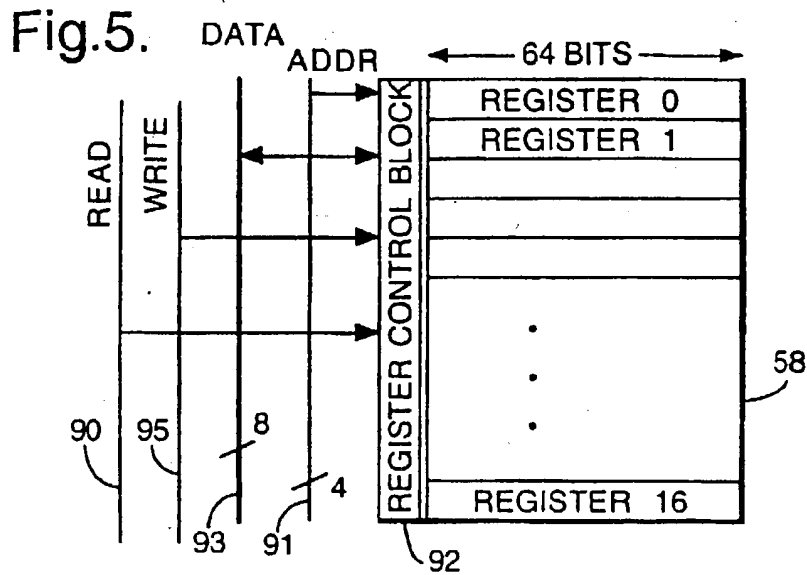 Fig.5.
DATA
ADDR
64 BITS
READ
WRITE
REGISTER CONTROL BLOCK
REGISTER 0
REGISTER 1
58
90
95
8
4
REGISTER 16
93
91
92